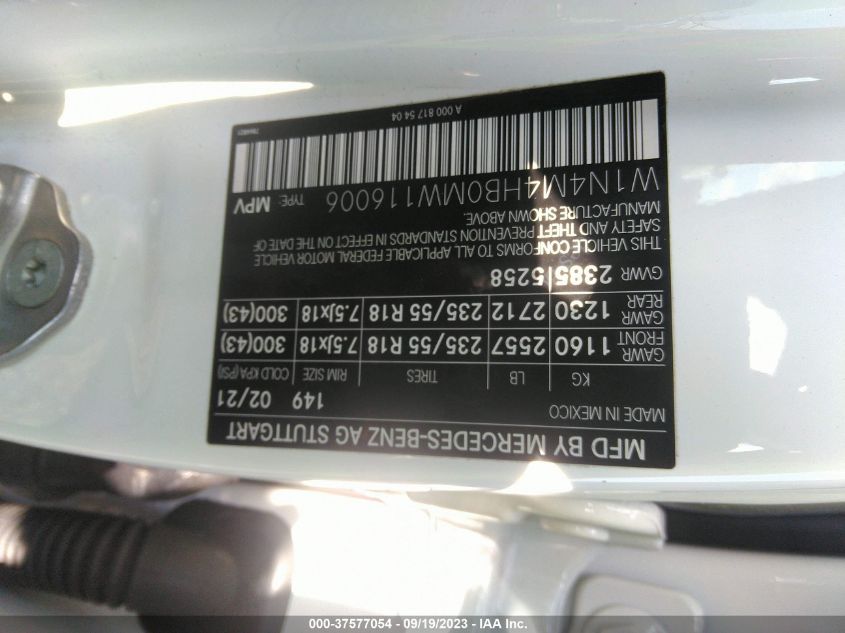 MFD BY MERCEDES-BENZ AG STUTTGART
MADE IN MEXICO 149 02/21
KG LB TIRES RIM SIZE COLD KPA(PSI)
GAWR FRONT 1160 2557 235/55 R18 7.5Jx18 300(43)
GAWR REAR 1230 2712 235/55 R18 7.5Jx18 300(43)
GVWR 2385 5258
THIS VEHICLE CONFORMS TO ALL APPLICABLE FEDERAL MOTOR VEHICLE
SAFETY AND THEFT PREVENTION STANDARDS IN EFFECT ON THE DATE OF
MANUFACTURE SHOWN ABOVE.
W1N4M4HB0MW116006 TYPE: MPV
A 000 817 54 04
000-37577054 - 09/19/2023 - IAA Inc.